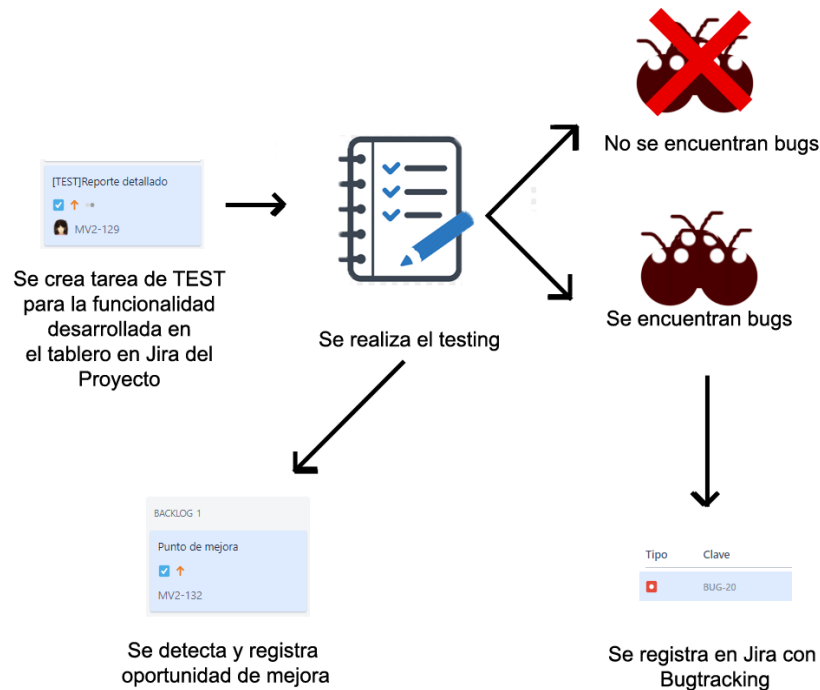 No se encuentran bugs
[TEST]Reporte detallado
MV2-129
Se crea tarea de TEST
para la funcionalidad
desarrollada en
el tablero en Jira del
Proyecto
Se realiza el testing
Se encuentran bugs
BACKLOG 1
Punto de mejora
MV2-132
Se detecta y registra
oportunidad de mejora
Tipo Clave
BUG-20
Se registra en Jira con
Bugtracking